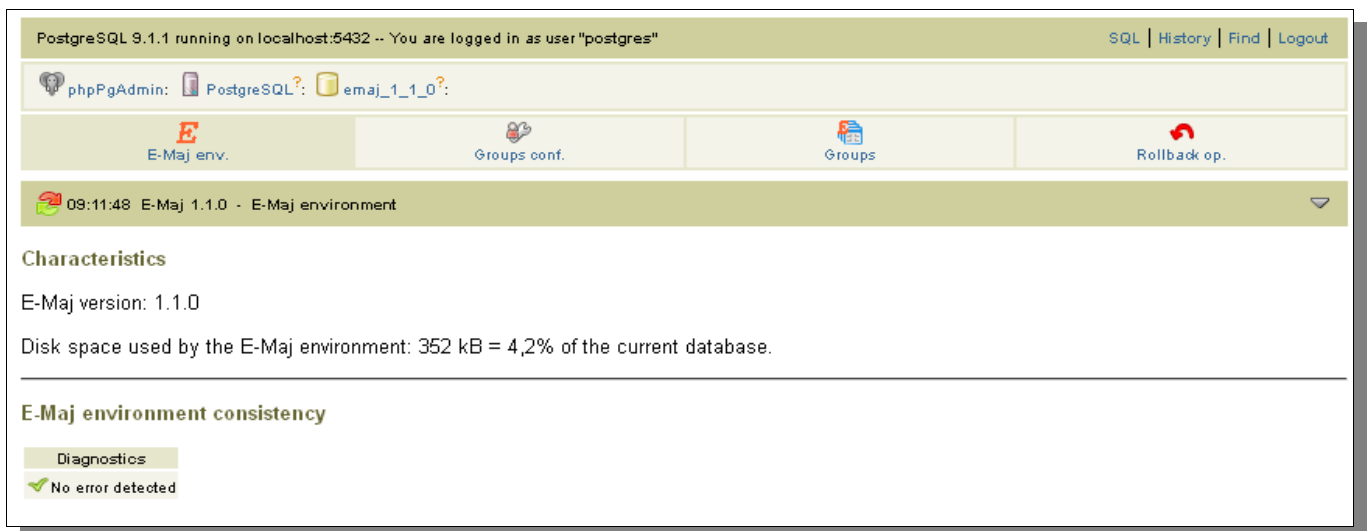 PostgreSQL 9.1.1 running on localhost:5432 -- You are logged in as user "postgres" SQL | History | Find | Logout
phpPgAdmin: PostgreSQL?: emaj_1_1_0?:
E-Maj env. Groups conf. Groups Rollback op.
09:11:48 E-Maj 1.1.0 - E-Maj environment
Characteristics
E-Maj version: 1.1.0
Disk space used by the E-Maj environment: 352 kB = 4,2% of the current database.
E-Maj environment consistency
Diagnostics
No error detected